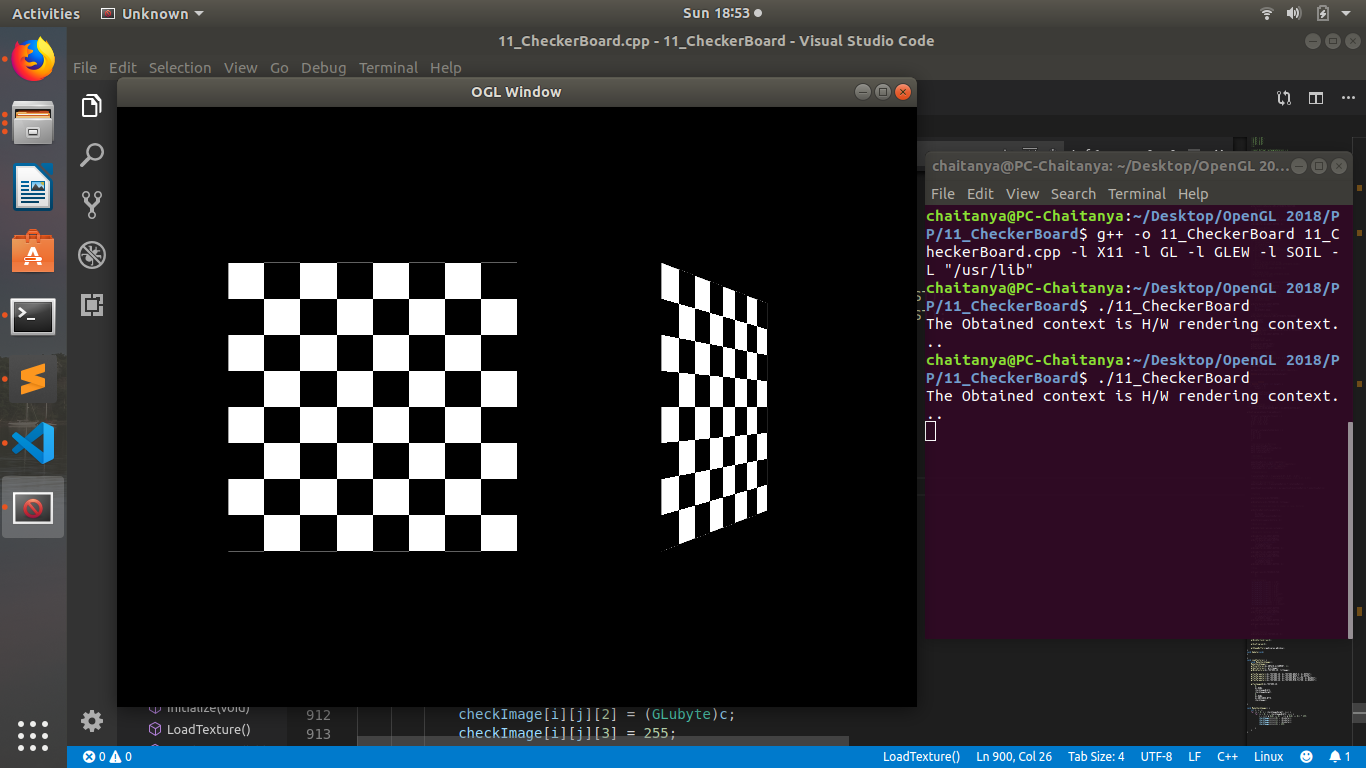 Activities Unknown Sun 18:53
11_CheckerBoard.cpp - 11_CheckerBoard - Visual Studio Code
File Edit Selection View Go Debug Terminal Help
OGL Window
chaitanya@PC-Chaitanya: ~/Desktop/OpenGL 20...
File Edit View Search Terminal Help
chaitanya@PC-Chaitanya:~/Desktop/OpenGL 2018/P
P/11_CheckerBoard$ g++ -o 11_CheckerBoard 11_C
heckerBoard.cpp -l X11 -l GL -l GLEW -l SOIL -
L "/usr/lib"
chaitanya@PC-Chaitanya:~/Desktop/OpenGL 2018/P
P/11_CheckerBoard$ ./11_CheckerBoard
The Obtained context is H/W rendering context.
..
chaitanya@PC-Chaitanya:~/Desktop/OpenGL 2018/P
P/11_CheckerBoard$ ./11_CheckerBoard
The Obtained context is H/W rendering context.
..
Initialize(void)
LoadTexture()
912 checkImage[i][j][2] = (GLubyte)c;
913 checkImage[i][j][3] = 255;
0 0 LoadTexture() Ln 900, Col 26 Tab Size: 4 UTF-8 LF C++ Linux 1